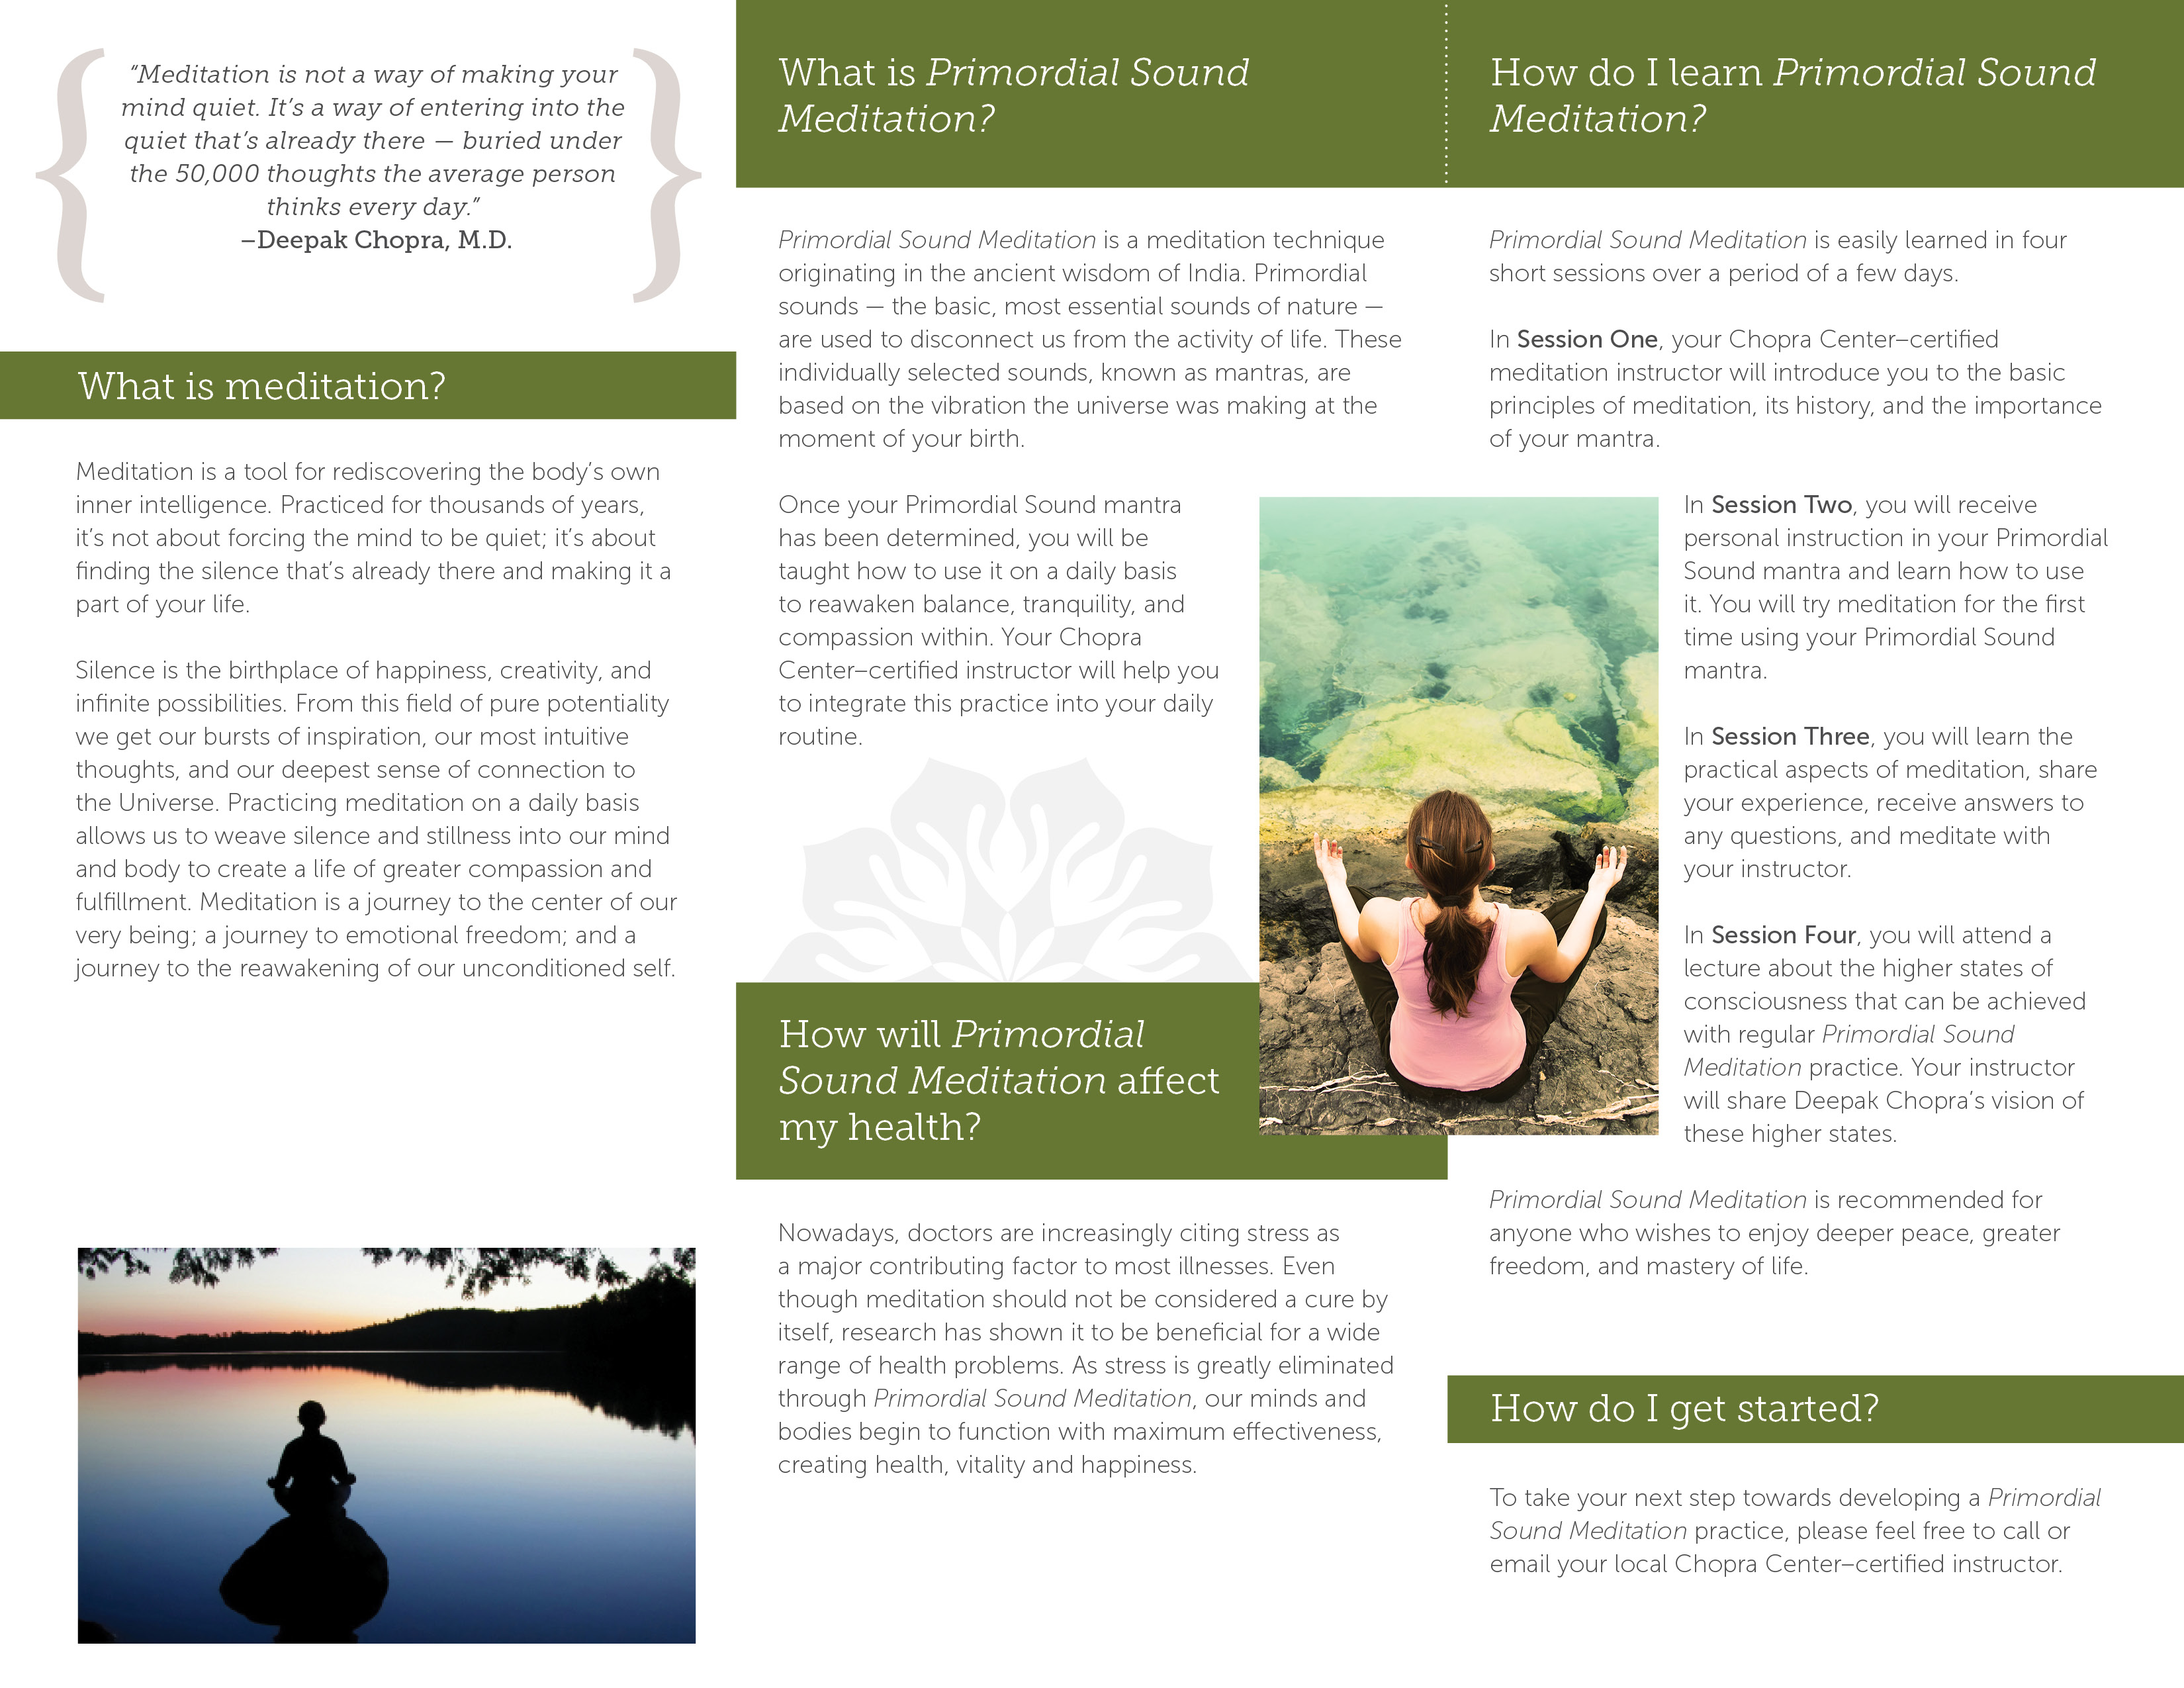 “Meditation is not a way of making your
mind quiet. It’s a way of entering into the
quiet that’s already there — buried under
the 50,000 thoughts the average person
thinks every day.”
–Deepak Chopra, M.D.
What is meditation?
Meditation is a tool for rediscovering the body’s own
inner intelligence. Practiced for thousands of years,
it’s not about forcing the mind to be quiet; it’s about
finding the silence that’s already there and making it a
part of your life.
Silence is the birthplace of happiness, creativity, and
infinite possibilities. From this field of pure potentiality
we get our bursts of inspiration, our most intuitive
thoughts, and our deepest sense of connection to
the Universe. Practicing meditation on a daily basis
allows us to weave silence and stillness into our mind
and body to create a life of greater compassion and
fulfillment. Meditation is a journey to the center of our
very being; a journey to emotional freedom; and a
journey to the reawakening of our unconditioned self.
What is Primordial Sound
Meditation?
Primordial Sound Meditation is a meditation technique
originating in the ancient wisdom of India. Primordial
sounds — the basic, most essential sounds of nature —
are used to disconnect us from the activity of life. These
individually selected sounds, known as mantras, are
based on the vibration the universe was making at the
moment of your birth.
Once your Primordial Sound mantra
has been determined, you will be
taught how to use it on a daily basis
to reawaken balance, tranquility, and
compassion within. Your Chopra
Center–certified instructor will help you
to integrate this practice into your daily
routine.
How will Primordial
Sound Meditation affect
my health?
Nowadays, doctors are increasingly citing stress as
a major contributing factor to most illnesses. Even
though meditation should not be considered a cure by
itself, research has shown it to be beneficial for a wide
range of health problems. As stress is greatly eliminated
through Primordial Sound Meditation, our minds and
bodies begin to function with maximum effectiveness,
creating health, vitality and happiness.
How do I learn Primordial Sound
Meditation?
Primordial Sound Meditation is easily learned in four
short sessions over a period of a few days.
In Session One, your Chopra Center–certified
meditation instructor will introduce you to the basic
principles of meditation, its history, and the importance
of your mantra.
In Session Two, you will receive
personal instruction in your Primordial
Sound mantra and learn how to use
it. You will try meditation for the first
time using your Primordial Sound
mantra.
In Session Three, you will learn the
practical aspects of meditation, share
your experience, receive answers to
any questions, and meditate with
your instructor.
In Session Four, you will attend a
lecture about the higher states of
consciousness that can be achieved
with regular Primordial Sound
Meditation practice. Your instructor
will share Deepak Chopra’s vision of
these higher states.
Primordial Sound Meditation is recommended for
anyone who wishes to enjoy deeper peace, greater
freedom, and mastery of life.
How do I get started?
To take your next step towards developing a Primordial
Sound Meditation practice, please feel free to call or
email your local Chopra Center–certified instructor.